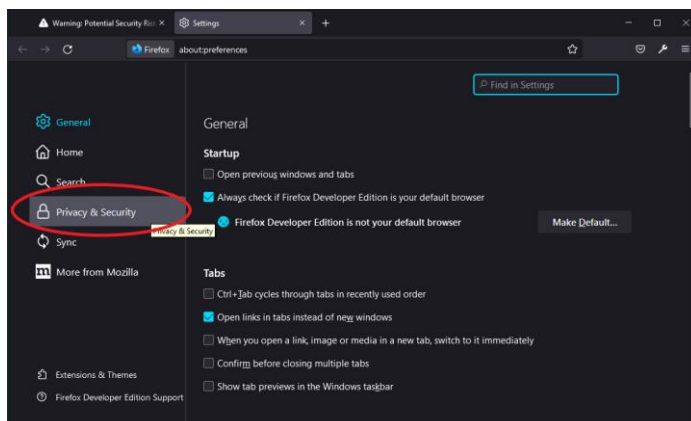 Warning: Potential Security Ris
Settings
Firefox about:preferences
Find in Settings
General
Home
Search
Privacy & Security
Privacy & Security
Sync
More from Mozilla
Extensions & Themes
Firefox Developer Edition Support
General
Startup
Open previous windows and tabs
Always check if Firefox Developer Edition is your default browser
Firefox Developer Edition is not your default browser
Make Default...
Tabs
Ctrl+Tab cycles through tabs in recently used order
Open links in tabs instead of new windows
When you open a link, image or media in a new tab, switch to it immediately
Confirm before closing multiple tabs
Show tab previews in the Windows taskbar